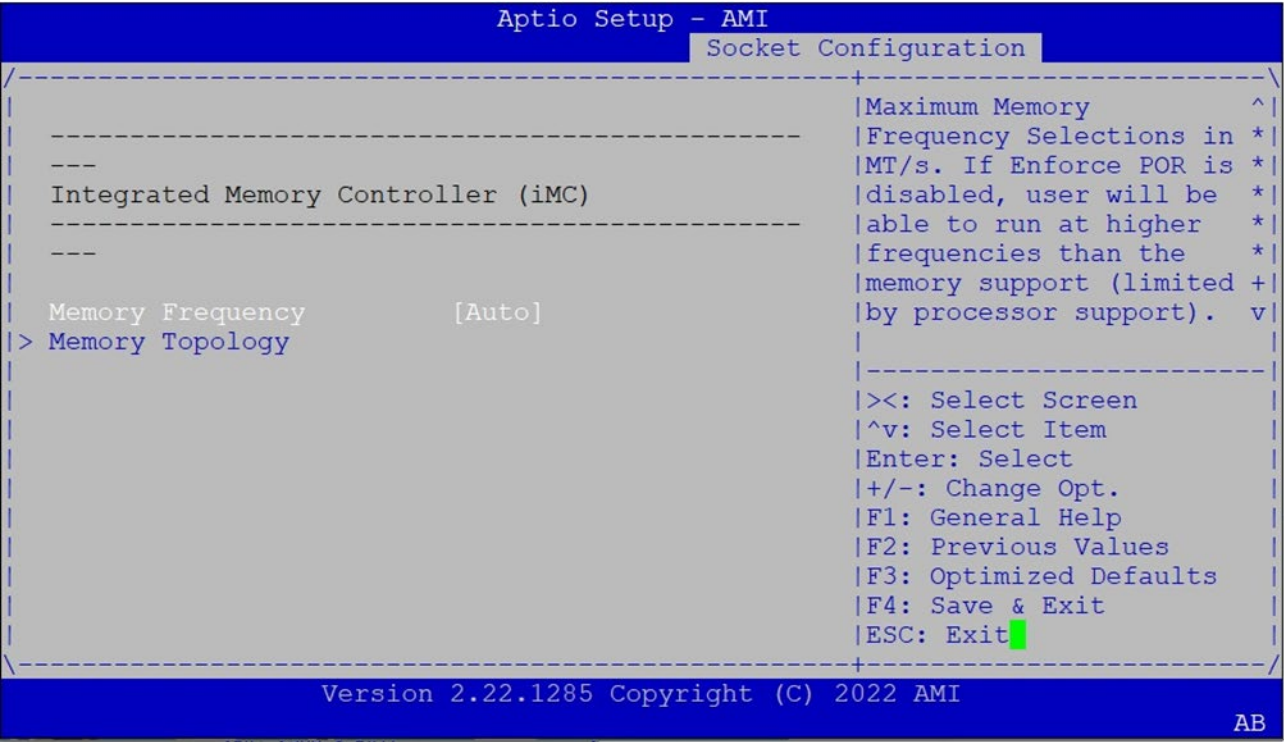 Aptio Setup - AMI
Socket Configuration
/----------------------------------------------------+-------------------------\
Maximum Memory ^
Frequency Selections in *
MT/s. If Enforce POR is *
disabled, user will be *
able to run at higher *
frequencies than the *
memory support (limited +
by processor support). v
-----------------------------------------------
---
Integrated Memory Controller (iMC)
-----------------------------------------------
---
Memory Frequency [Auto]
> Memory Topology
-------------------------
><: Select Screen
^v: Select Item
Enter: Select
+/-: Change Opt.
F1: General Help
F2: Previous Values
F3: Optimized Defaults
F4: Save & Exit
ESC: Exit
\----------------------------------------------------+-------------------------/
Version 2.22.1285 Copyright (C) 2022 AMI
AB